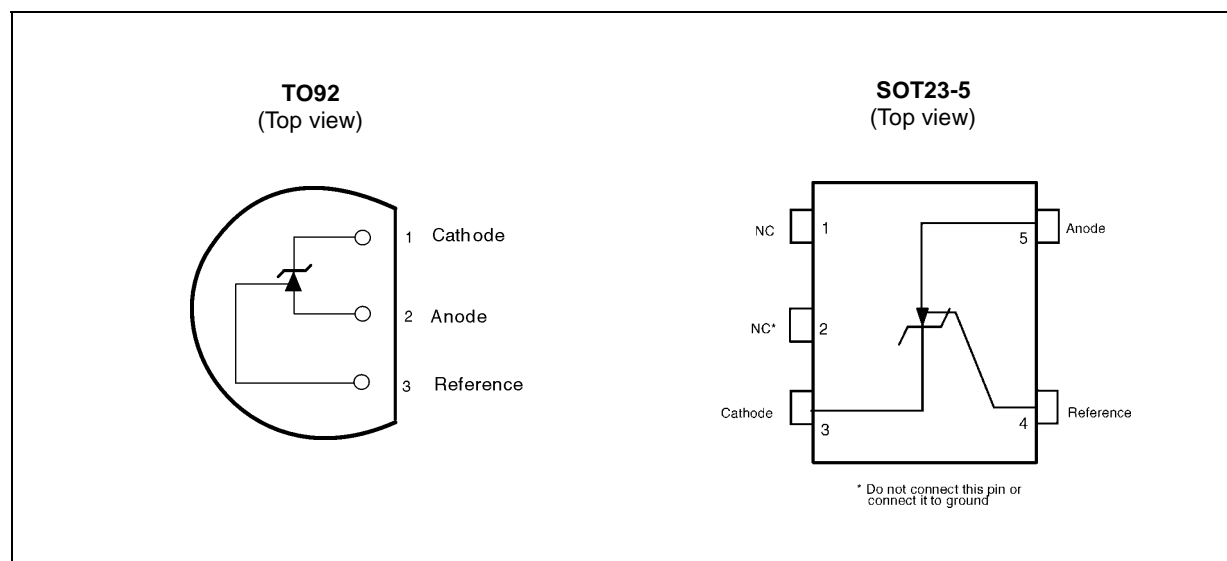 TO92
(Top view)
1 Cathode
2 Anode
3 Reference
SOT23-5
(Top view)
NC 1
5 Anode
NC* 2
Cathode 3
4 Reference
* Do not connect this pin or
connect it to ground